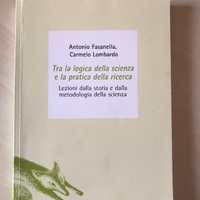 Antonio Fasanella,
Carmelo Lombardo
Tra la logica della scienza
e la pratica della ricerca
Lezioni dalla storia e dalla
metodologia della scienza